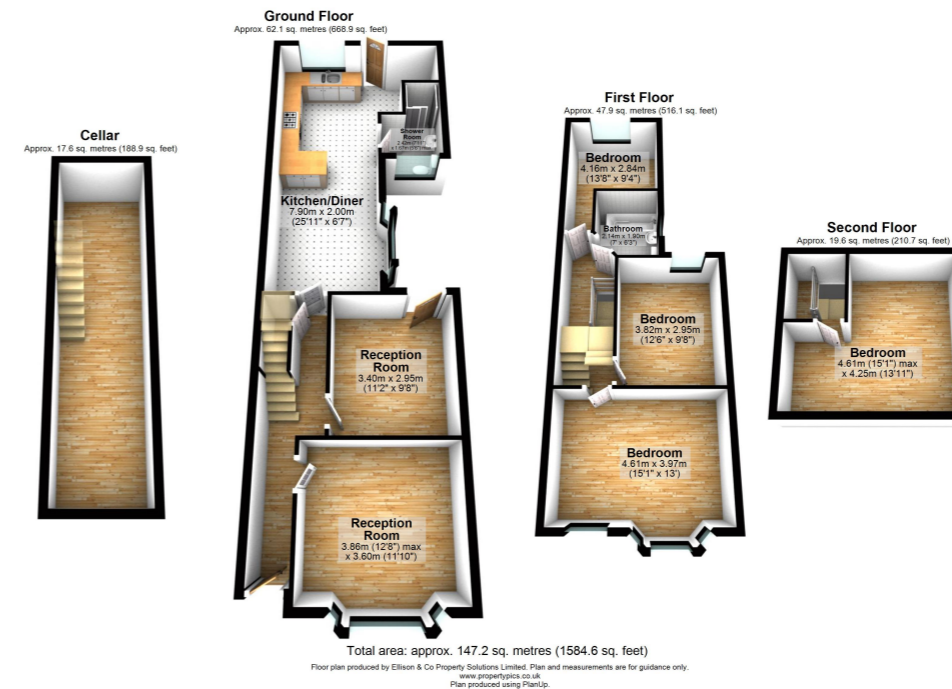 Cellar
Approx. 17.6 sq. metres (188.9 sq. feet)
Ground Floor
Approx. 62.1 sq. metres (668.9 sq. feet)
Shower
Room
2.42m (7'11")
Kitchen/Diner
7.90m x 2.00m
(25'11" x 6'7")
Reception
Room
3.40m x 2.95m
(11'2" x 9'8")
Reception
Room
3.86m (12'8") max
x 3.60m (11'10")
First Floor
Approx. 47.9 sq. metres (516.1 sq. feet)
Bedroom
4.16m x 2.84m
(13'8" x 9'4")
Bathroom
2.14m x 1.90m
(7' x 6'3")
Bedroom
3.82m x 2.95m
(12'6" x 9'8")
Bedroom
4.61m x 3.97m
(15'1" x 13')
Second Floor
Approx. 19.6 sq. metres (210.7 sq. feet)
Bedroom
4.61m (15'1") max
x 4.25m (13'11")
Total area: approx. 147.2 sq. metres (1584.6 sq. feet)
Floor plan produced by Ellison & Co Property Solutions Limited. Plan and measurements are for guidance only.
www.propertypics.co.uk
Plan produced using PlanUp.